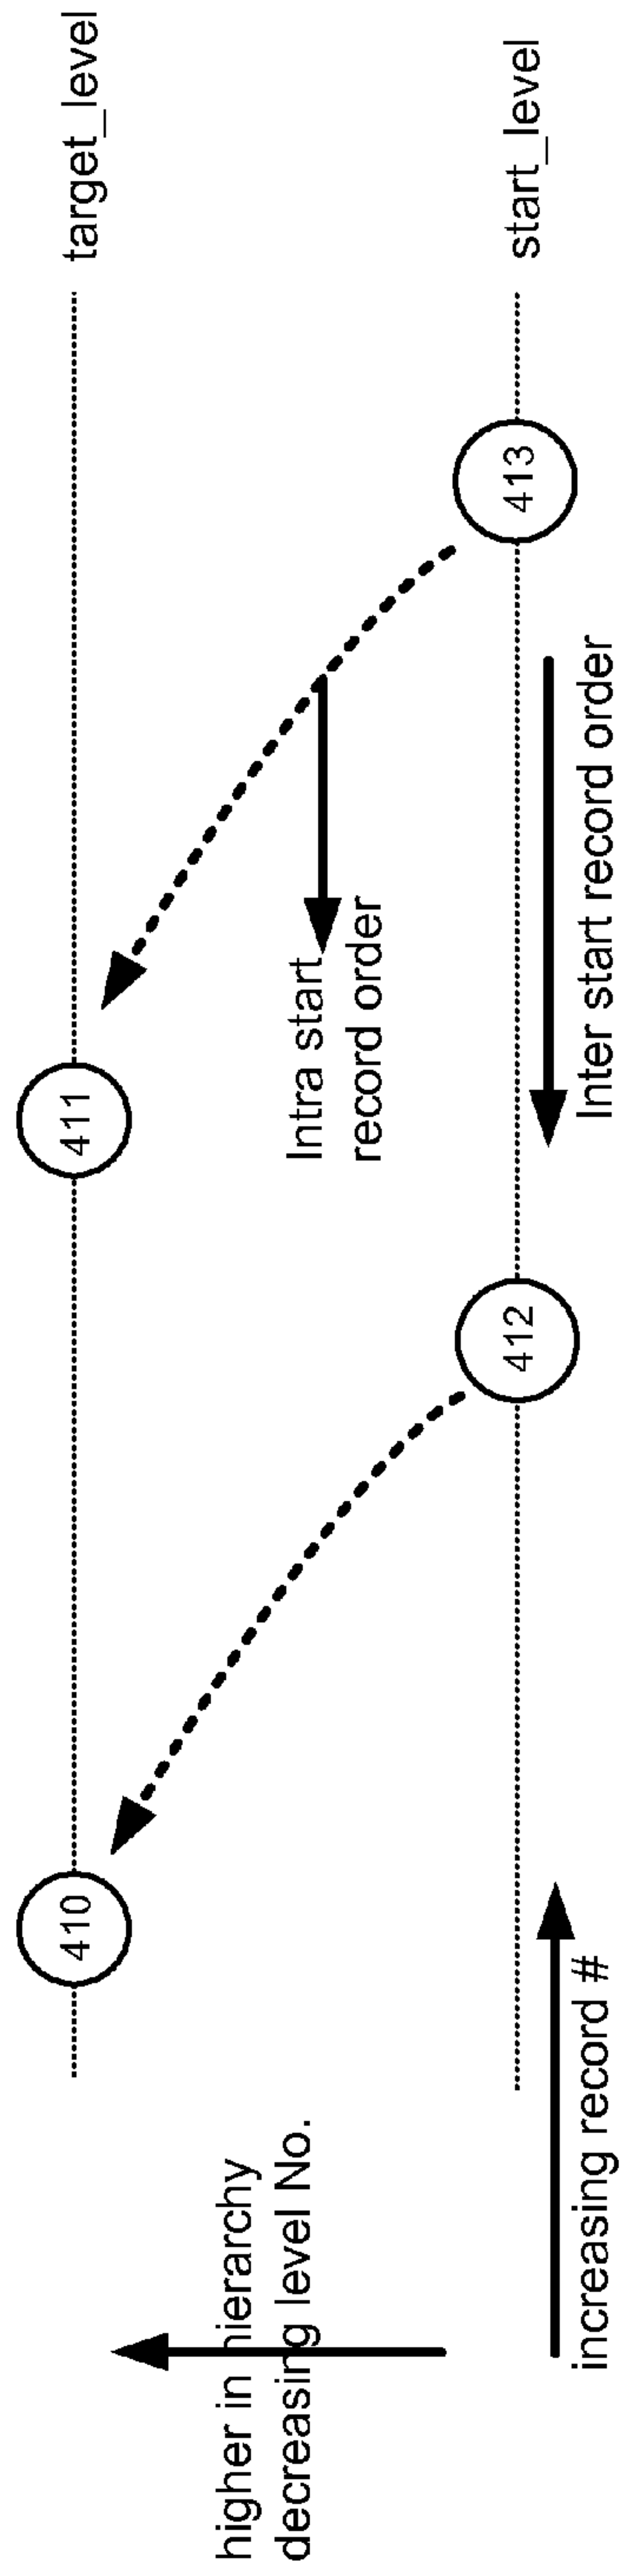 target_level
410
411
higher in hierarchy
decreasing level No.
Intra start
record order
start_level
412
413
increasing record #
Inter start record order